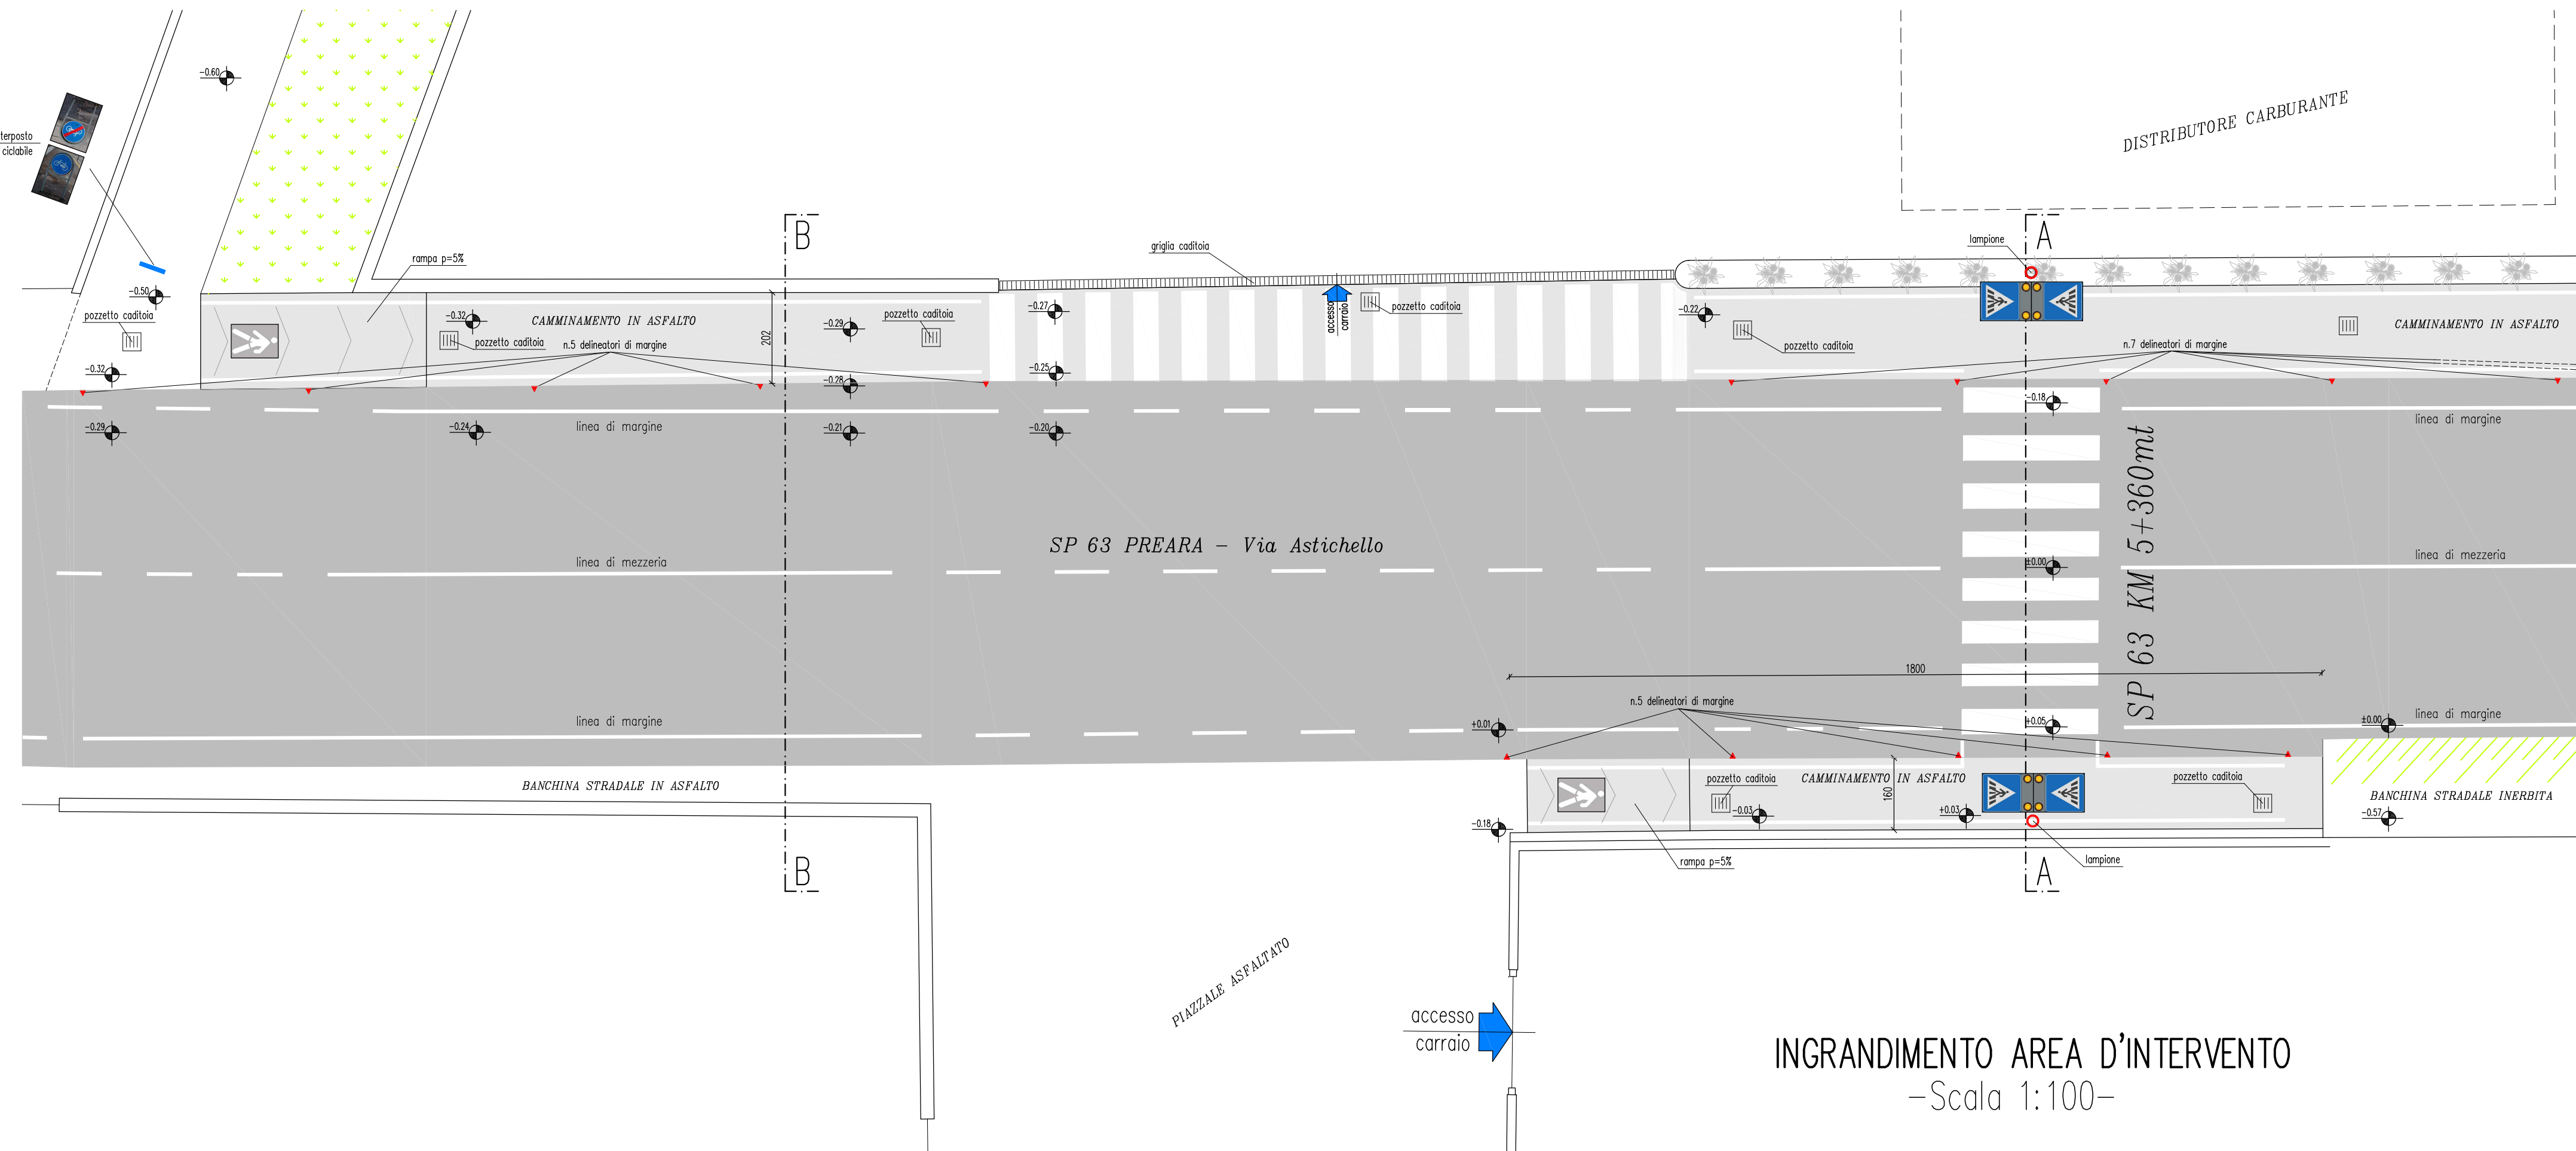 -0.60
DISTRIBUTORE CARBURANTE
terposto
ciclabile
B
A
lampione
griglia caditoia
rampa p=5%
-0.50
pozzetto caditoia
-0.32
CAMMINAMENTO IN ASFALTO
pozzetto caditoia
n.5 delineatori di margine
202
-0.29
pozzetto caditoia
-0.27
accesso
carraio
pozzetto caditoia
-0.22
pozzetto caditoia
CAMMINAMENTO IN ASFALTO
n.7 delineatori di margine
-0.32
-0.28
-0.25
-0.18
-0.29
-0.24
linea di margine
-0.21
-0.20
linea di margine
SP 63 PREARA - Via Astichello
SP 63 KM 5+360mt
linea di mezzeria
±0.00
linea di mezzeria
1800
n.5 delineatori di margine
linea di margine
+0.01
+0.05
linea di margine
±0.00
BANCHINA STRADALE IN ASFALTO
pozzetto caditoia
CAMMINAMENTO IN ASFALTO
160
pozzetto caditoia
BANCHINA STRADALE INERBITA
-0.03
+0.03
-0.57
-0.18
rampa p=5%
lampione
B
A
PIAZZALE ASFALTATO
accesso
carraio
INGRANDIMENTO AREA D'INTERVENTO
-Scala 1:100-